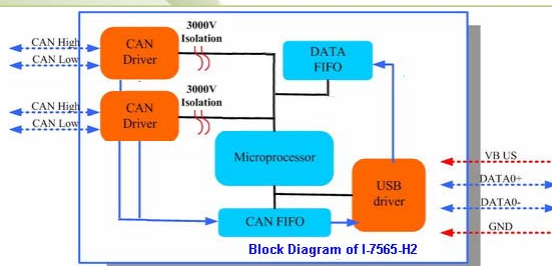 3000V
Isolation
CAN High
CAN Low
CAN
Driver
DATA
FIFO
3000V
Isolation
CAN High
CAN Low
CAN
Driver
Microprocessor
VB US
DATA0+
USB
driver
DATA0-
CAN FIFO
GND
Block Diagram of I-7565-H2